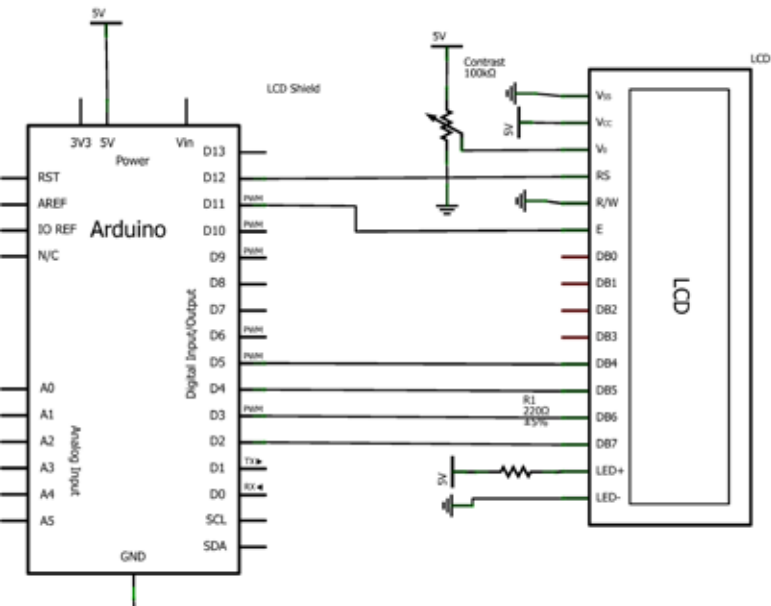 5V
5V
Contrast
100kΩ
LCD
LCD Shield
3V3
5V
Vin
Power
RST
AREF
IO REF
N/C
Arduino
A0
A1
A2
A3
A4
A5
Analog Input
GND
Digital Input/Output
D13
D12
D11 PWM
D10 PWM
D9 PWM
D8
D7
D6 PWM
D5 PWM
D4
D3 PWM
D2
D1 TX▶
D0 RX◀
SCL
SDA
Vss
5V
Vcc
V0
RS
R/W
E
DB0
DB1
DB2
DB3
DB4
DB5
DB6
DB7
R1
220Ω
±5%
5V
LED+
LED-
LCD